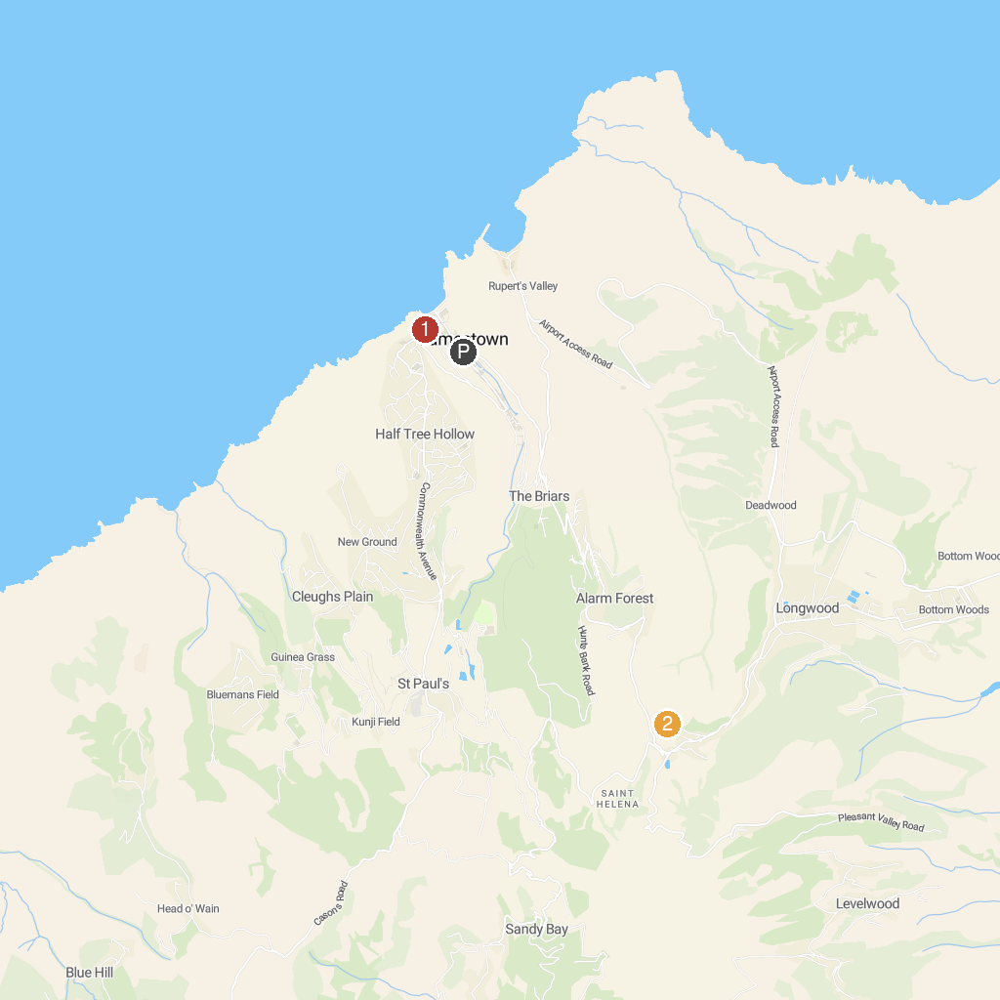 Rupert's Valley
Airport Access Road
1
P
Airport Access Road
Half Tree Hollow
Commonwealth Avenue
The Briars
Deadwood
New Ground
Bottom
Cleughs Plain
Alarm Forest
Longwood
Bottom Woods
Hunts Bank Road
Guinea Grass
St Paul's
Bluemans Field
Kunji Field
2
SAINT
HELENA
Pleasant Valley Road
Cason's Road
Head o' Wain
Levelwood
Sandy Bay
Blue Hill